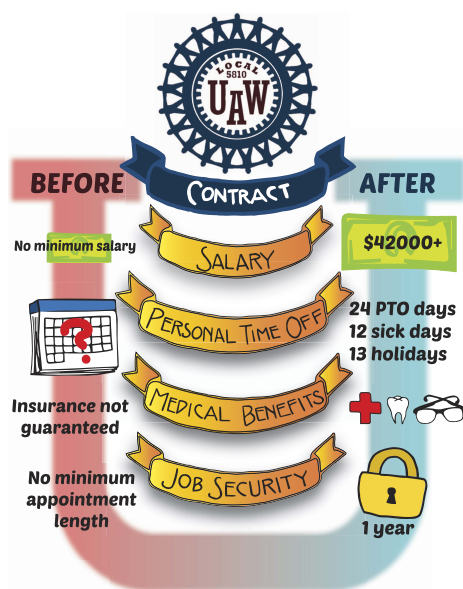 LOCAL
5810
UAW
BEFORE
CONTRACT
AFTER
No minimum salary
SALARY
$42000+
?
PERSONAL TIME OFF
24 PTO days
12 sick days
13 holidays
Insurance not
guaranteed
MEDICAL BENEFITS
No minimum
appointment
length
JOB SECURITY
1 year